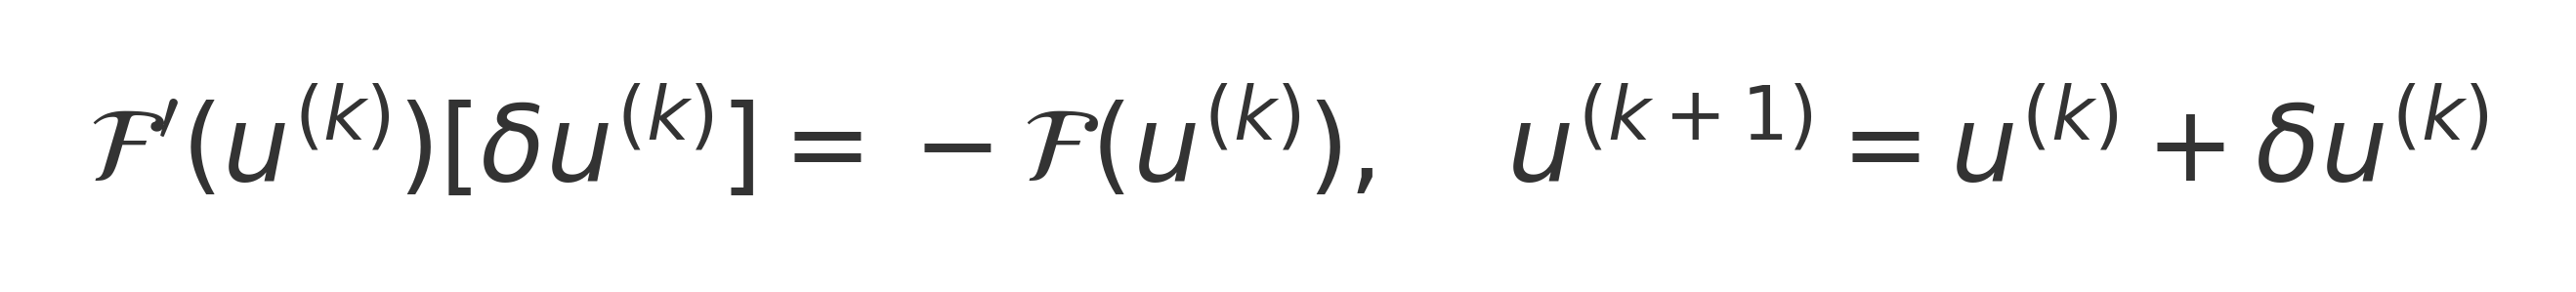 ℱ′(u⁽ᵏ⁾)[δu⁽ᵏ⁾] = −ℱ(u⁽ᵏ⁾), u⁽ᵏ⁺¹⁾ = u⁽ᵏ⁾ + δu⁽ᵏ⁾